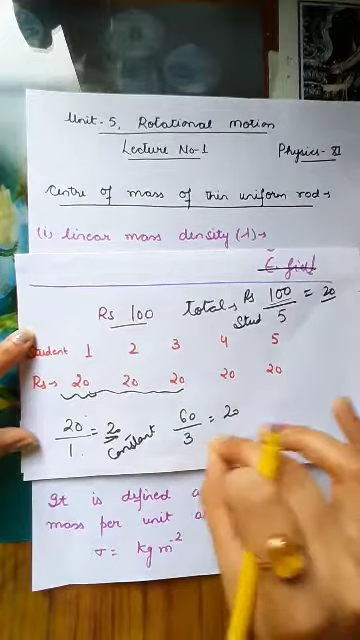 Unit-5, Rotational motion
Lecture No-1
Physics-XI
Centre of mass of thin uniform rod→
(i) linear mass density (λ)→
Rs 100 Total→ Rs 100 = 20
Stud 5
Student 1 2 3 4 5
Rs→ 20 20 20 20 20
20/1 = 20 60/3 = 20
Constant
It is defined a
mass per unit a
σ = kg m⁻²